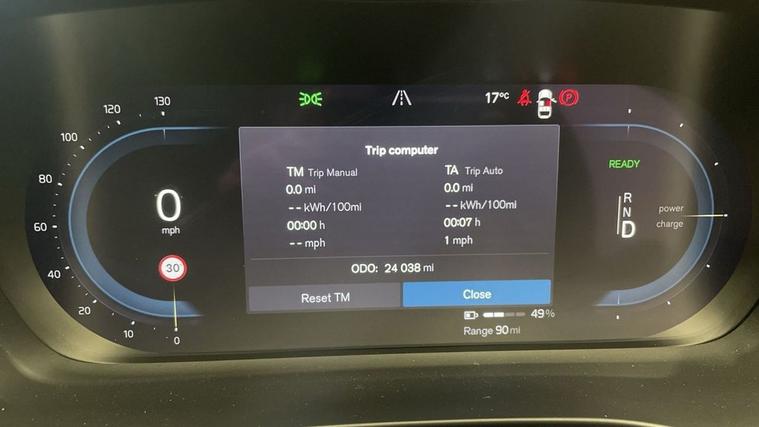 120 130
17°C
100
80
60
40
20
10
0
0
mph
30
Trip computer
TM Trip Manual
0.0 mi
-- kWh/100mi
00:00 h
-- mph
TA Trip Auto
0.0 mi
-- kWh/100mi
00:07 h
1 mph
ODO: 24 038 mi
Reset TM
Close
49%
Range 90 mi
READY
R
N
D
power
charge
P